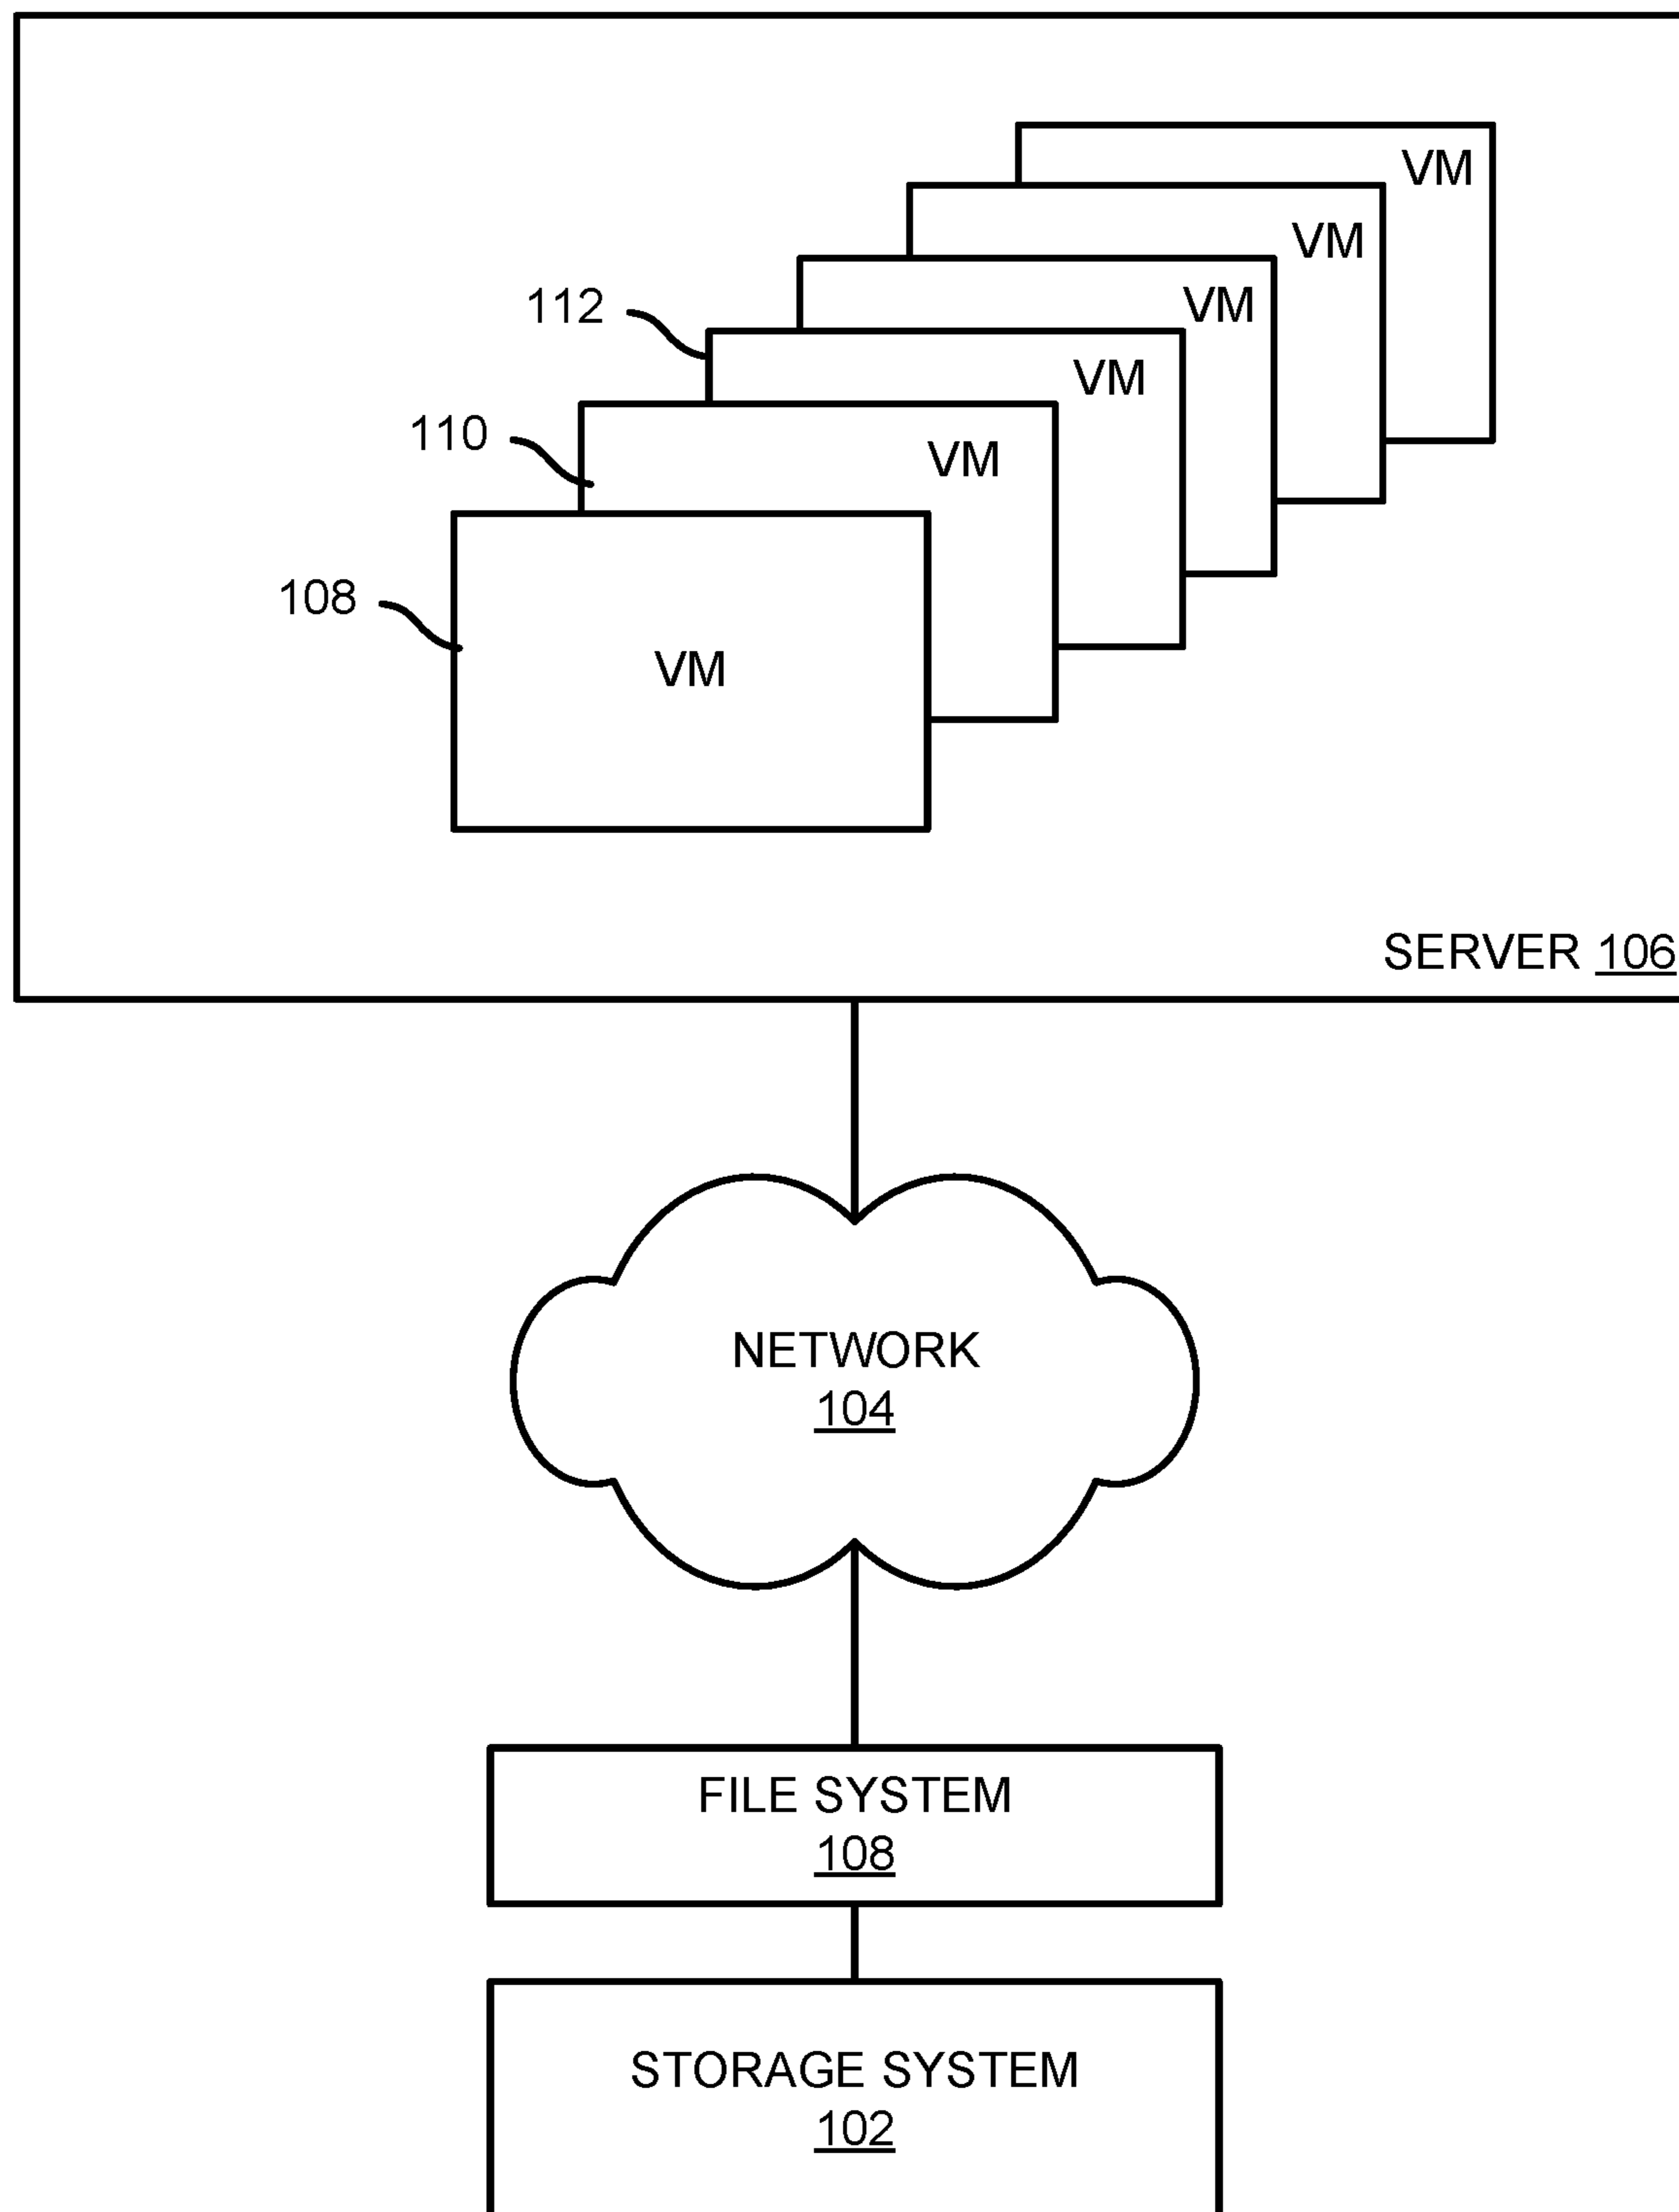 VM
VM
VM
112
VM
110
VM
108
VM
SERVER 106
NETWORK
104
FILE SYSTEM
108
STORAGE SYSTEM
102